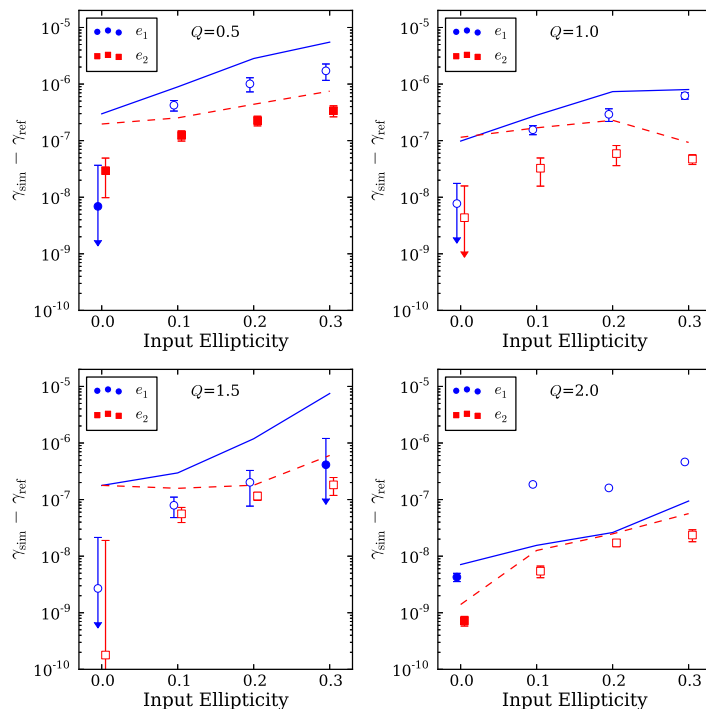 e₁
e₂
Q=0.5
10⁻⁵
10⁻⁶
10⁻⁷
10⁻⁸
10⁻⁹
10⁻¹⁰
γsim − γref
0.0 0.1 0.2 0.3
Input Ellipticity
e₁
e₂
Q=1.0
10⁻⁵
10⁻⁶
10⁻⁷
10⁻⁸
10⁻⁹
10⁻¹⁰
γsim − γref
0.0 0.1 0.2 0.3
Input Ellipticity
e₁
e₂
Q=1.5
10⁻⁵
10⁻⁶
10⁻⁷
10⁻⁸
10⁻⁹
10⁻¹⁰
γsim − γref
0.0 0.1 0.2 0.3
Input Ellipticity
e₁
e₂
Q=2.0
10⁻⁵
10⁻⁶
10⁻⁷
10⁻⁸
10⁻⁹
10⁻¹⁰
γsim − γref
0.0 0.1 0.2 0.3
Input Ellipticity